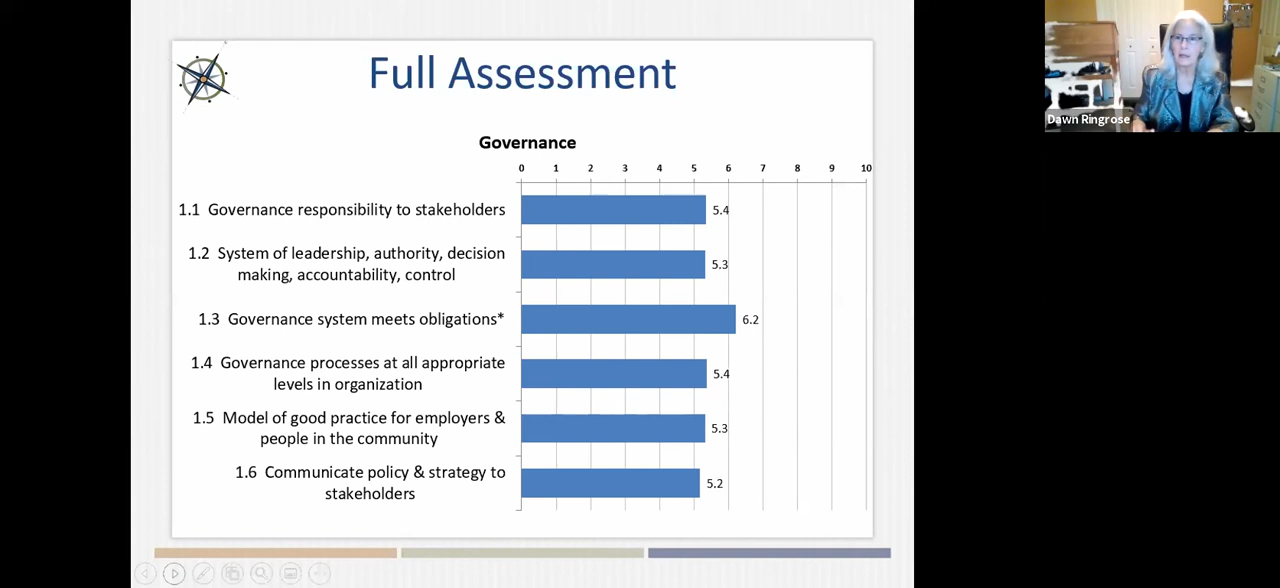 Full Assessment
Governance
0 1 2 3 4 5 6 7 8 9 10
1.1 Governance responsibility to stakeholders 5.4
1.2 System of leadership, authority, decision
making, accountability, control 5.3
1.3 Governance system meets obligations* 6.2
1.4 Governance processes at all appropriate
levels in organization 5.4
1.5 Model of good practice for employers &
people in the community 5.3
1.6 Communicate policy & strategy to
stakeholders 5.2
Dawn Ringrose